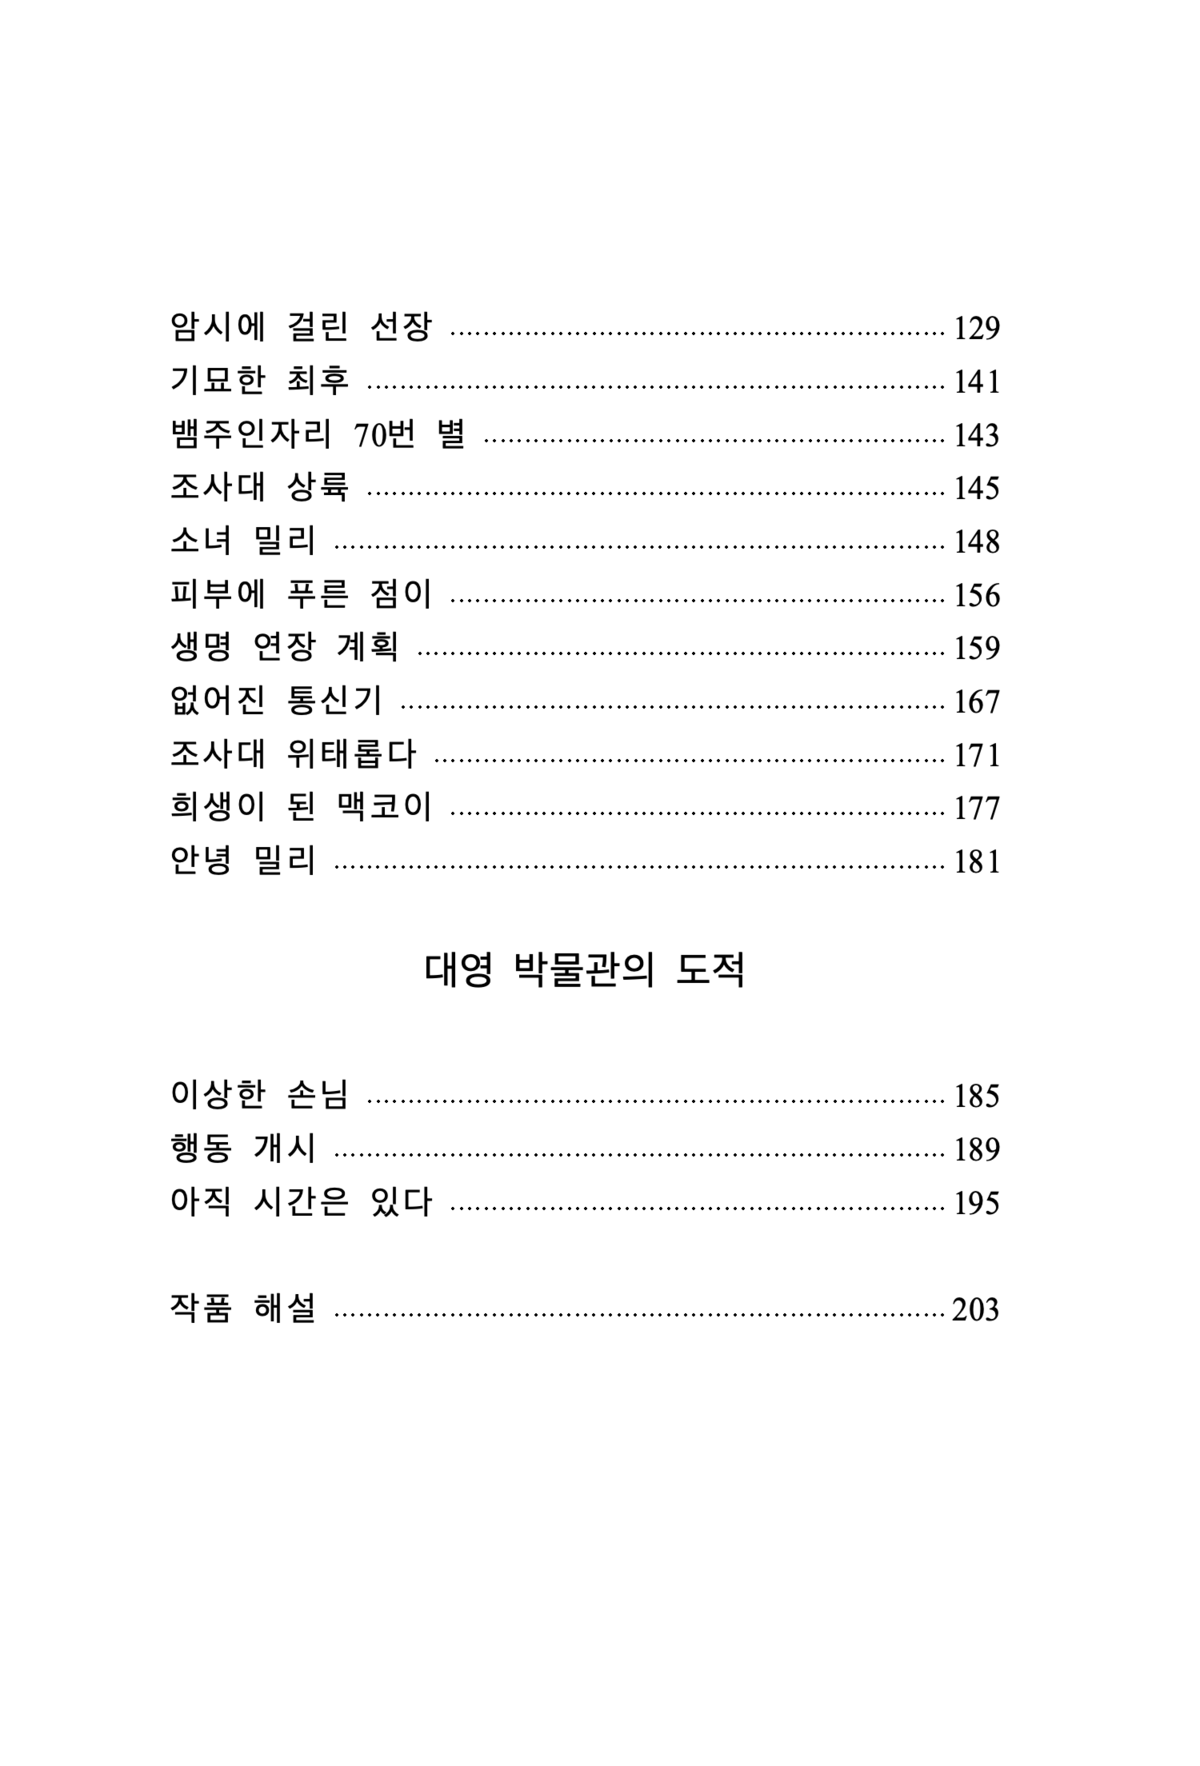 암시에 걸린 선장 ........................................................ 129
기묘한 최후 ........................................................ 141
뱀주인자리 70번 별 ........................................................ 143
조사대 상륙 ........................................................ 145
소녀 밀리 ........................................................ 148
피부에 푸른 점이 ........................................................ 156
생명 연장 계획 ........................................................ 159
없어진 통신기 ........................................................ 167
조사대 위태롭다 ........................................................ 171
희생이 된 맥코이 ........................................................ 177
안녕 밀리 ........................................................ 181
대영 박물관의 도적
이상한 손님 ........................................................ 185
행동 개시 ........................................................ 189
아직 시간은 있다 ........................................................ 195
작품 해설 ........................................................ 203